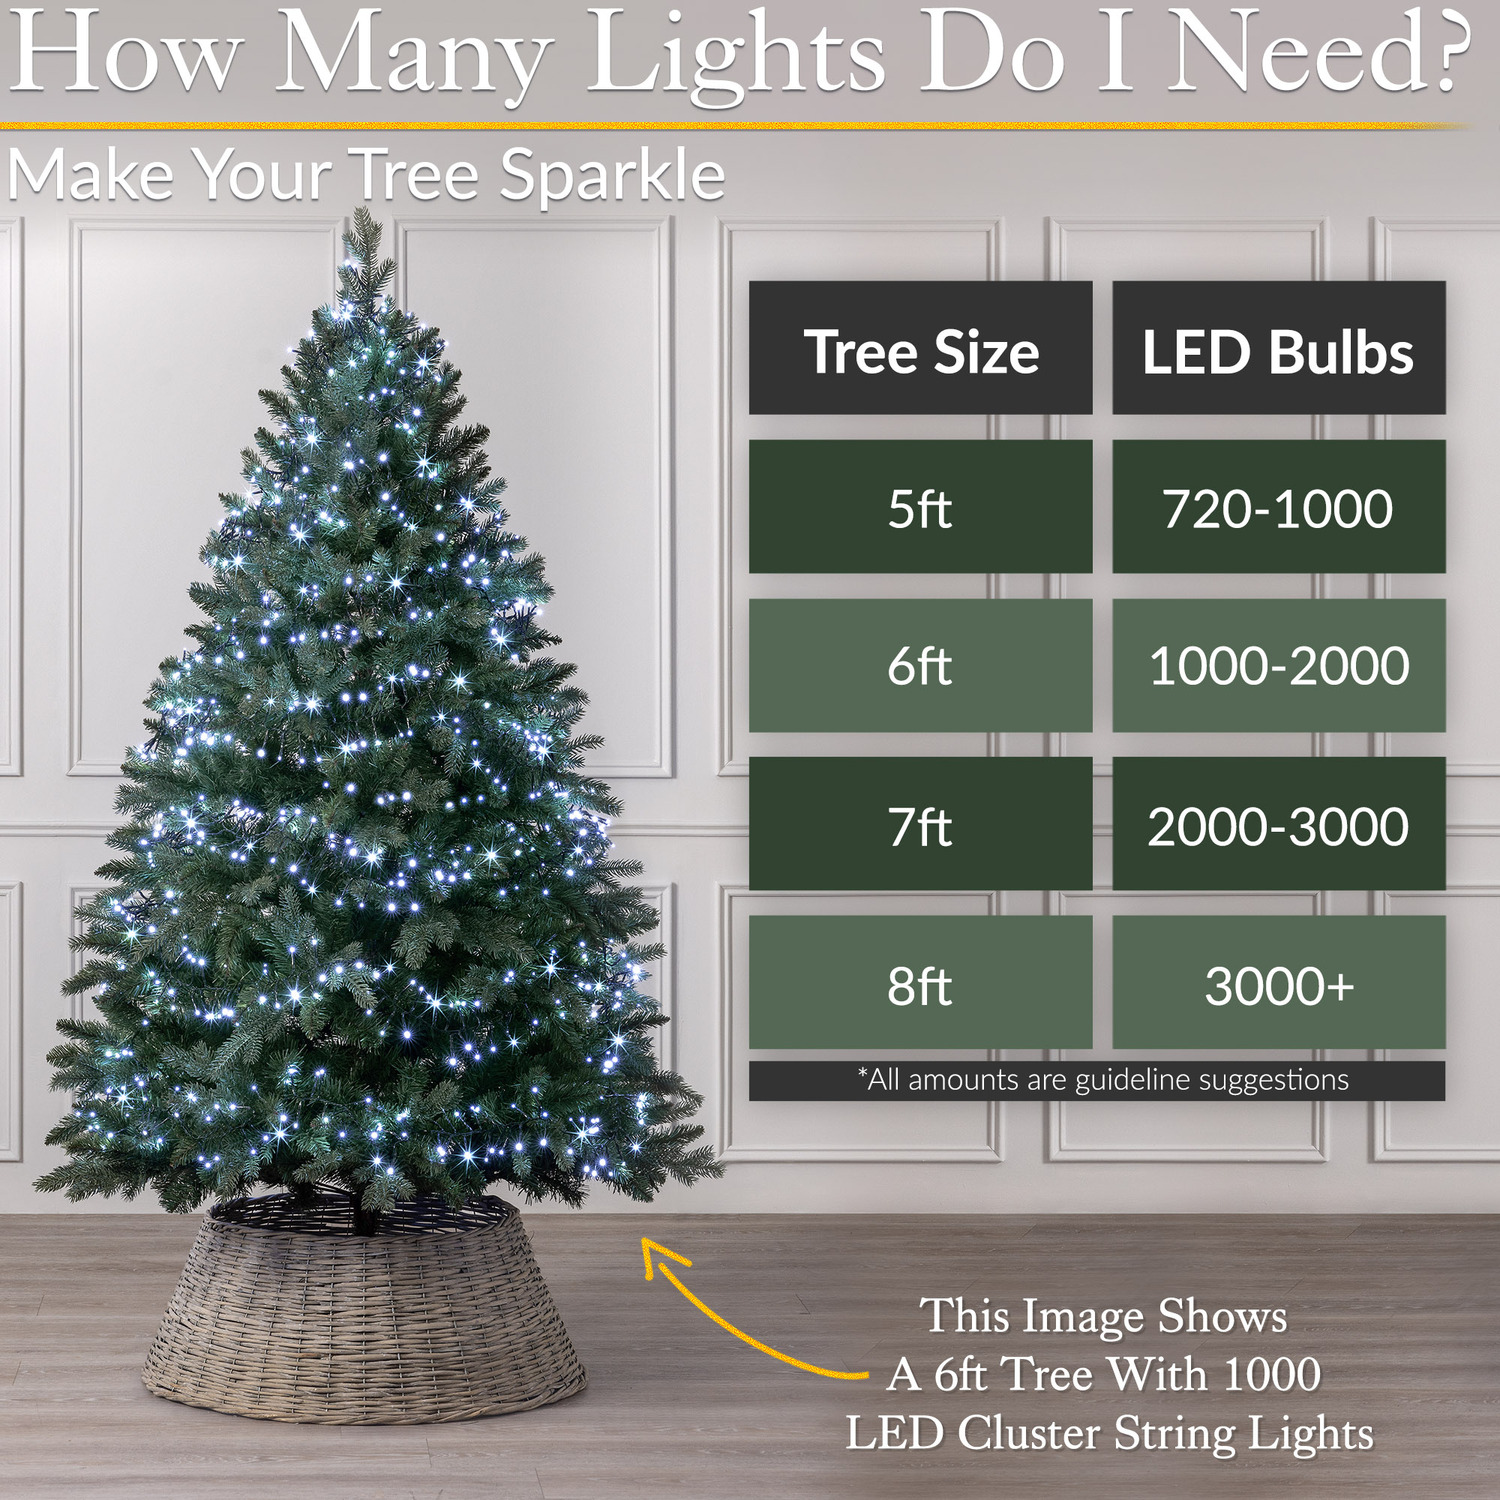 How Many Lights Do I Need?
Make Your Tree Sparkle
Tree Size LED Bulbs
5ft 720-1000
6ft 1000-2000
7ft 2000-3000
8ft 3000+
*All amounts are guideline suggestions
This Image Shows
A 6ft Tree With 1000
LED Cluster String Lights